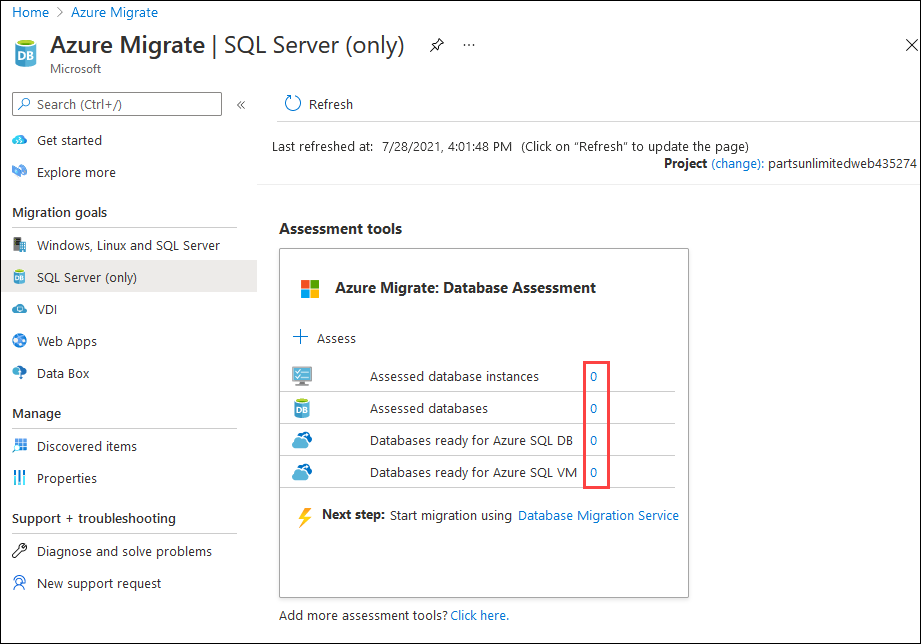 Home > Azure Migrate
Azure Migrate | SQL Server (only) ...
Microsoft
Search (Ctrl+/) «
Get started
Explore more
Migration goals
Windows, Linux and SQL Server
SQL Server (only)
VDI
Web Apps
Data Box
Manage
Discovered items
Properties
Support + troubleshooting
Diagnose and solve problems
New support request
Refresh
Last refreshed at: 7/28/2021, 4:01:48 PM (Click on “Refresh” to update the page)
Project (change): partsunlimitedweb435274
Assessment tools
Azure Migrate: Database Assessment
+ Assess
Assessed database instances 0
DB Assessed databases 0
Databases ready for Azure SQL DB 0
Databases ready for Azure SQL VM 0
Next step: Start migration using Database Migration Service
Add more assessment tools? Click here.